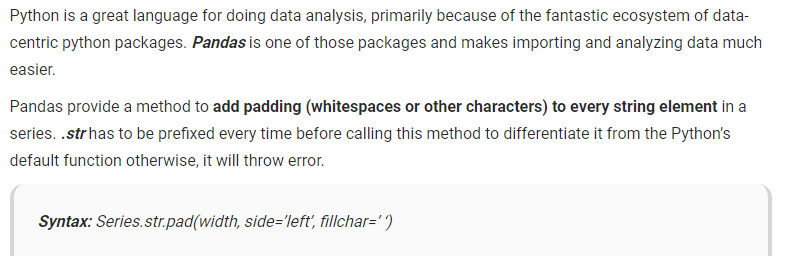 Python is a great language for doing data analysis, primarily because of the fantastic ecosystem of data-
centric python packages. Pandas is one of those packages and makes importing and analyzing data much
easier.
Pandas provide a method to add padding (whitespaces or other characters) to every string element in a
series. .str has to be prefixed every time before calling this method to differentiate it from the Python’s
default function otherwise, it will throw error.
Syntax: Series.str.pad(width, side=’left’, fillchar=’ ‘)